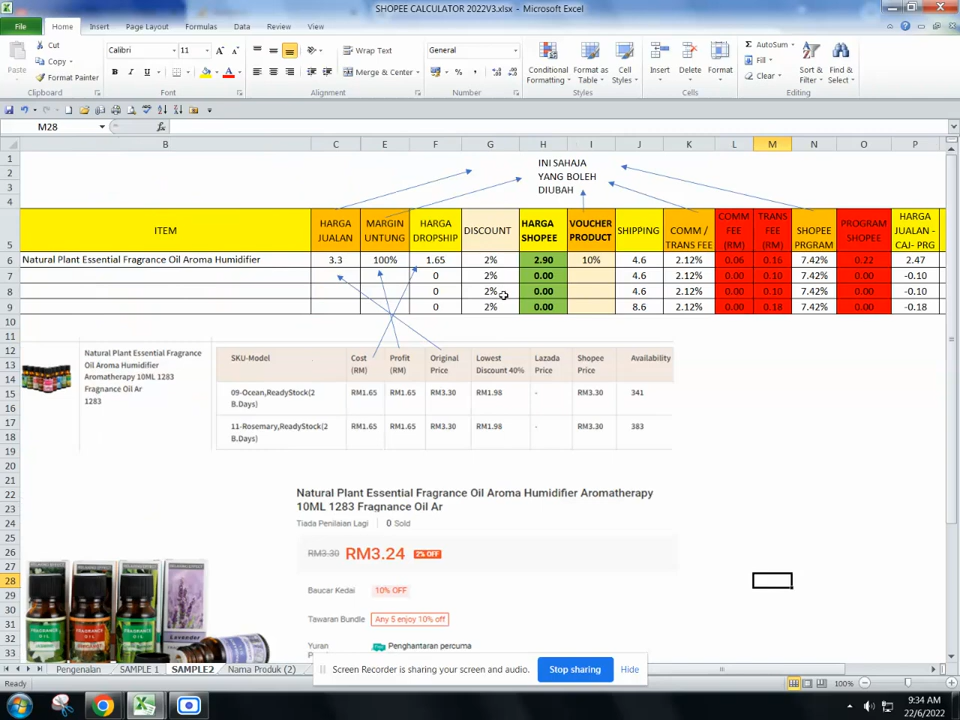 SHOPEE CALCULATOR 2022V3.xlsx - Microsoft Excel
File Home Insert Page Layout Formulas Data Review View
Cut
Copy
Format Painter
Paste
Clipboard
Calibri 11
Font
Wrap Text
Merge & Center
Alignment
General
Number
Conditional Formatting
Format as Table
Cell Styles
Styles
Insert Delete Format
Cells
AutoSum
Fill
Clear
Sort & Filter
Find & Select
Editing
M28
B C E F G H I J K L M N O P
INI SAHAJA
YANG BOLEH
DIUBAH
ITEM
HARGA JUALAN
MARGIN UNTUNG
HARGA DROPSHIP
DISCOUNT
HARGA SHOPEE
VOUCHER PRODUCT
SHIPPING
COMM / TRANS FEE
COMM FEE (RM)
TRANS FEE (RM)
SHOPEE PRGRAM
PROGRAM SHOPEE
HARGA JUALAN - CAJ- PRG
6 Natural Plant Essential Fragrance Oil Aroma Humidifier 3.3 100% 1.65 2% 2.90 10% 4.6 2.12% 0.06 0.16 7.42% 0.22 2.47
7 0 2% 0.00 4.6 2.12% 0.00 0.10 7.42% 0.00 -0.10
8 0 2% 0.00 4.6 2.12% 0.00 0.10 7.42% 0.00 -0.10
9 0 2% 0.00 8.6 2.12% 0.00 0.18 7.42% 0.00 -0.18
Natural Plant Essential Fragrance
Oil Aroma Humidifier
Aromatherapy 10ML 1283
Fragnance Oil Ar
1283
SKU-Model
Cost (RM)
Profit (RM)
Original Price
Lowest Discount 40%
Lazada Price
Shopee Price
Availability
09-Ocean,ReadyStock(2 B.Days) RM1.65 RM1.65 RM3.30 RM1.98 - RM3.30 341
11-Rosemary,ReadyStock(2 B.Days) RM1.65 RM1.65 RM3.30 RM1.98 - RM3.30 383
Natural Plant Essential Fragrance Oil Aroma Humidifier Aromatherapy
10ML 1283 Fragnance Oil Ar
Tiada Penilaian Lagi 0 Sold
RM3.30 RM3.24 2% OFF
Baucar Kedai 10% OFF
Tawaran Bundle Any 5 enjoy 10% off
Yuran Penghantaran percuma
FRAGRANCE OIL
FRAGRANCE OIL
FRAGRANCE OIL
Lavender
Pengenalan SAMPLE 1 SAMPLE2 Nama Produk (2)
Screen Recorder is sharing your screen and audio. Stop sharing Hide
Ready
100%
9:34 AM
22/6/2022